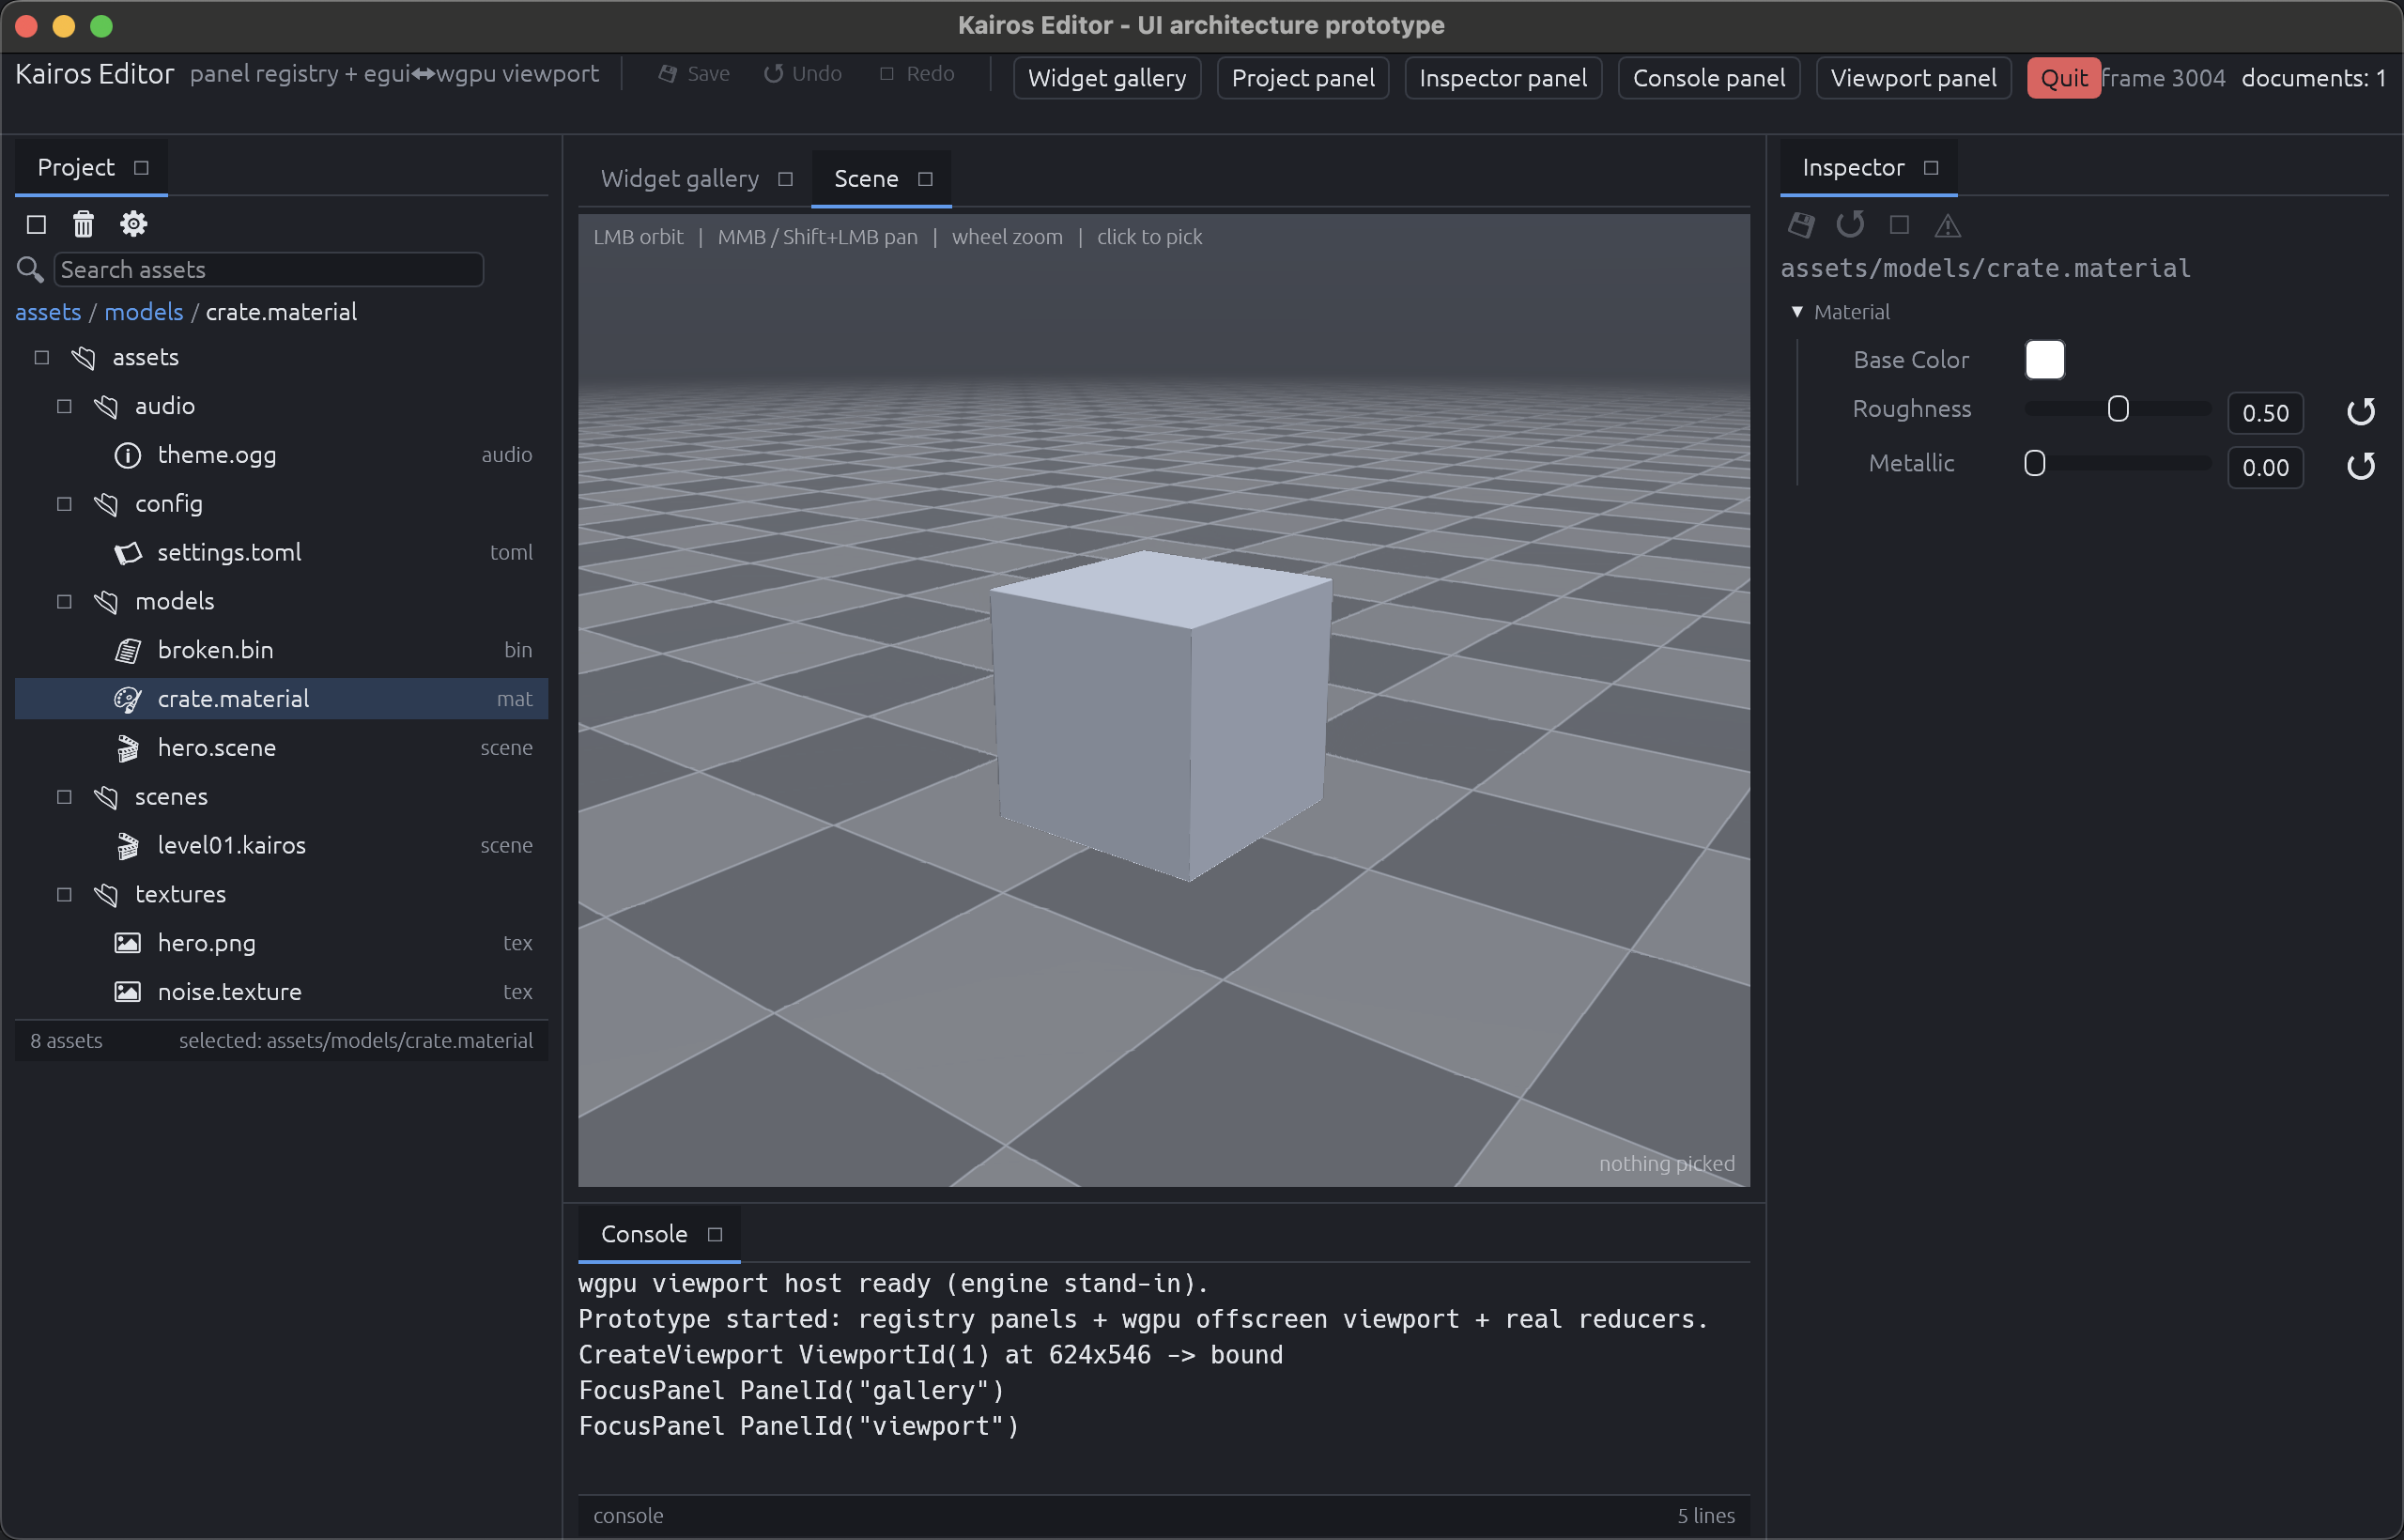 Kairos Editor - UI architecture prototype
Kairos Editor panel registry + egui⬌wgpu viewport Save Undo Redo Widget gallery Project panel Inspector panel Console panel Viewport panel Quit frame 3004 documents: 1
Project
Search assets
assets / models / crate.material
assets
audio
theme.ogg audio
config
settings.toml toml
models
broken.bin bin
crate.material mat
hero.scene scene
scenes
level01.kairos scene
textures
hero.png tex
noise.texture tex
8 assets selected: assets/models/crate.material
Widget gallery Scene
LMB orbit | MMB / Shift+LMB pan | wheel zoom | click to pick
nothing picked
Console
wgpu viewport host ready (engine stand-in).
Prototype started: registry panels + wgpu offscreen viewport + real reducers.
CreateViewport ViewportId(1) at 624x546 -> bound
FocusPanel PanelId("gallery")
FocusPanel PanelId("viewport")
console 5 lines
Inspector
assets/models/crate.material
Material
Base Color
Roughness 0.50
Metallic 0.00